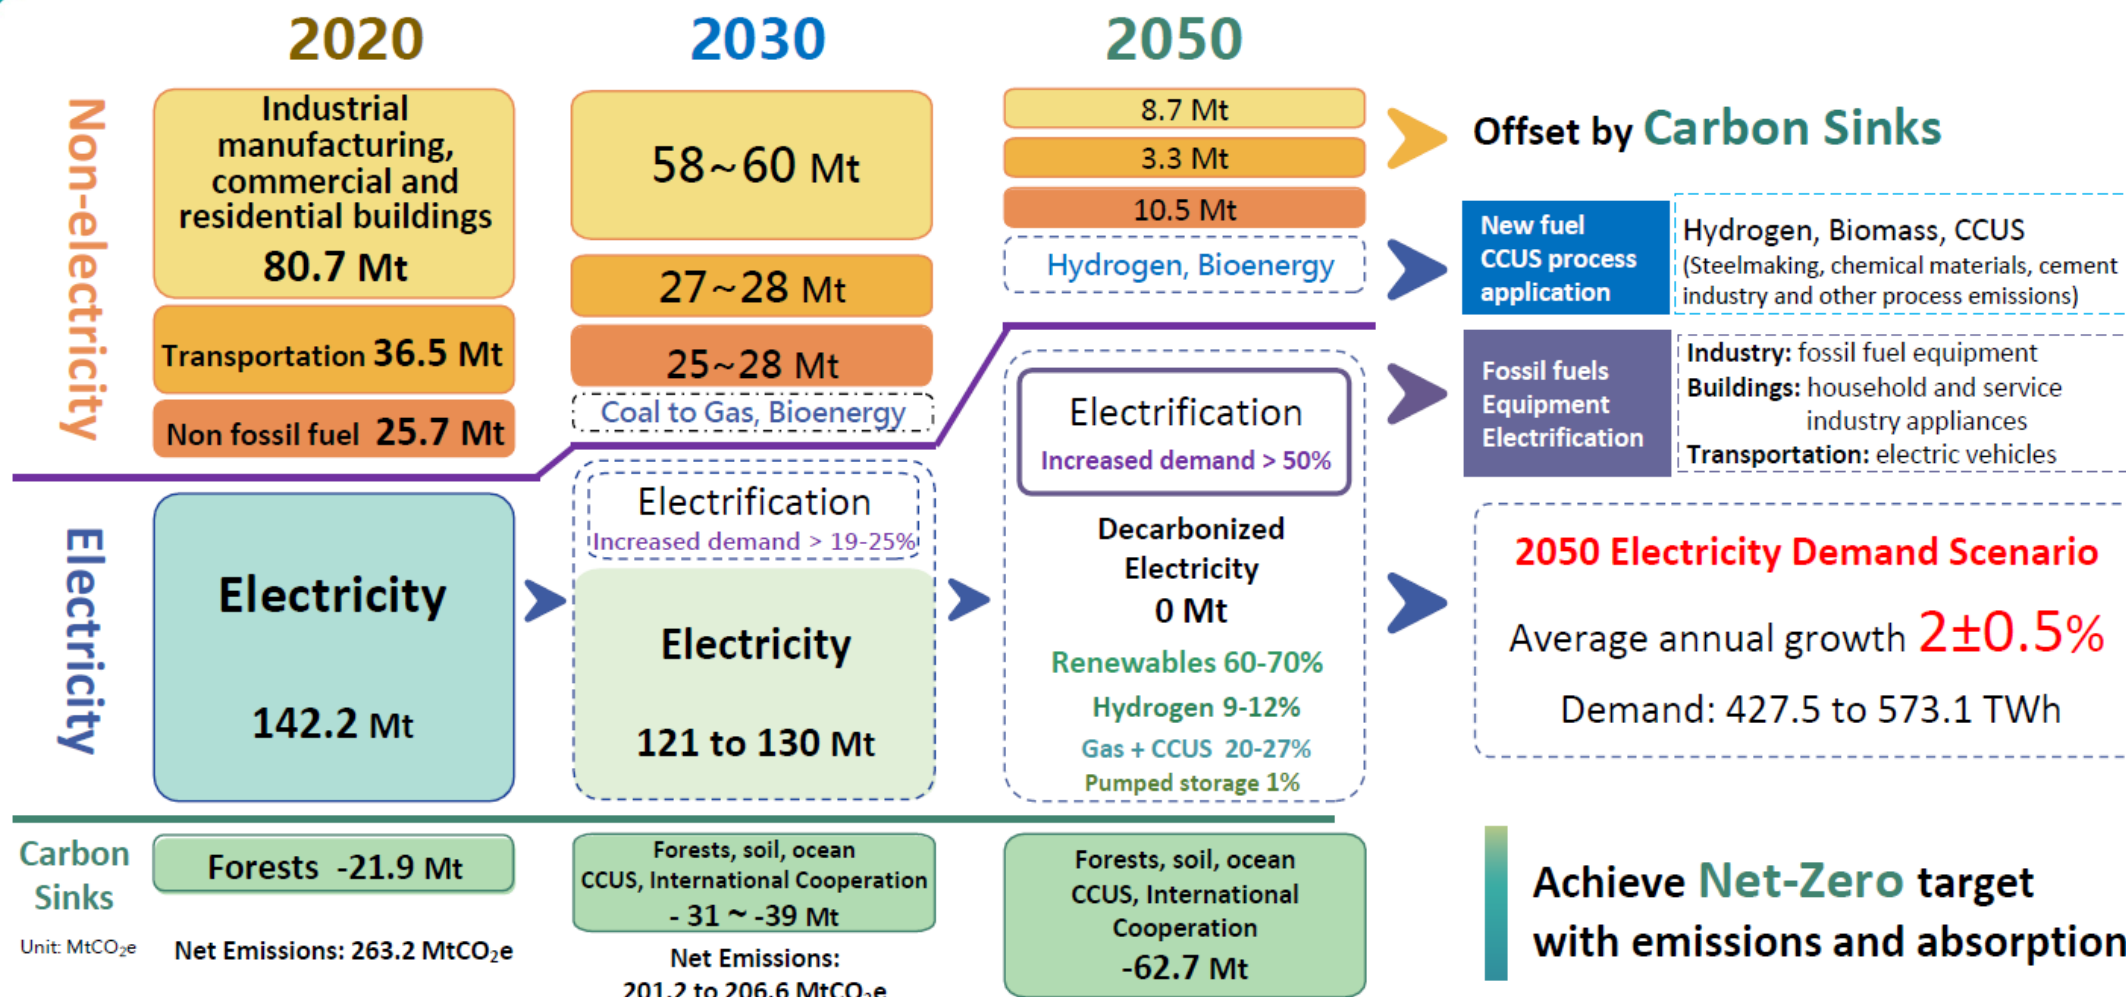 2020
2030
2050
Non-electricity
Industrial
manufacturing,
commercial and
residential buildings
80.7 Mt
Transportation 36.5 Mt
Non fossil fuel 25.7 Mt
58~60 Mt
27~28 Mt
25~28 Mt
Coal to Gas, Bioenergy
8.7 Mt
3.3 Mt
10.5 Mt
Hydrogen, Bioenergy
Offset by Carbon Sinks
New fuel
CCUS process
application
Hydrogen, Biomass, CCUS
(Steelmaking, chemical materials, cement
industry and other process emissions)
Fossil fuels
Equipment
Electrification
Industry: fossil fuel equipment
Buildings: household and service
industry appliances
Transportation: electric vehicles
Electricity
Electricity
142.2 Mt
Electrification
Increased demand > 19-25%
Electricity
121 to 130 Mt
Electrification
Increased demand > 50%
Decarbonized
Electricity
0 Mt
Renewables 60-70%
Hydrogen 9-12%
Gas + CCUS 20-27%
Pumped storage 1%
2050 Electricity Demand Scenario
Average annual growth 2±0.5%
Demand: 427.5 to 573.1 TWh
Carbon
Sinks
Unit: MtCO₂e
Forests -21.9 Mt
Net Emissions: 263.2 MtCO₂e
Forests, soil, ocean
CCUS, International Cooperation
- 31 ~ -39 Mt
Net Emissions:
201.2 to 206.6 MtCO₂e
Forests, soil, ocean
CCUS, International
Cooperation
-62.7 Mt
Achieve Net-Zero target
with emissions and absorption